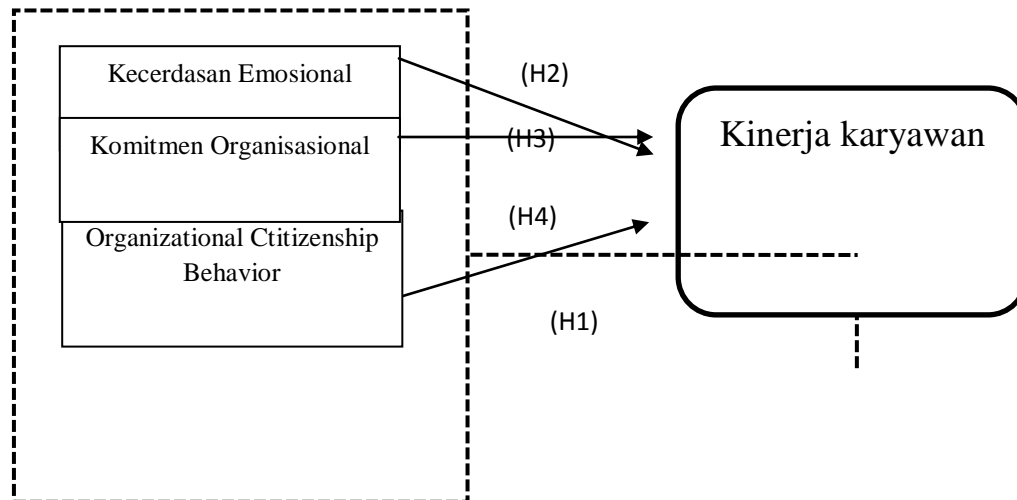 Kecerdasan Emosional
(H2)
Komitmen Organisasional
(H3)
Kinerja karyawan
Organizational Ctitizenship
Behavior
(H4)
(H1)